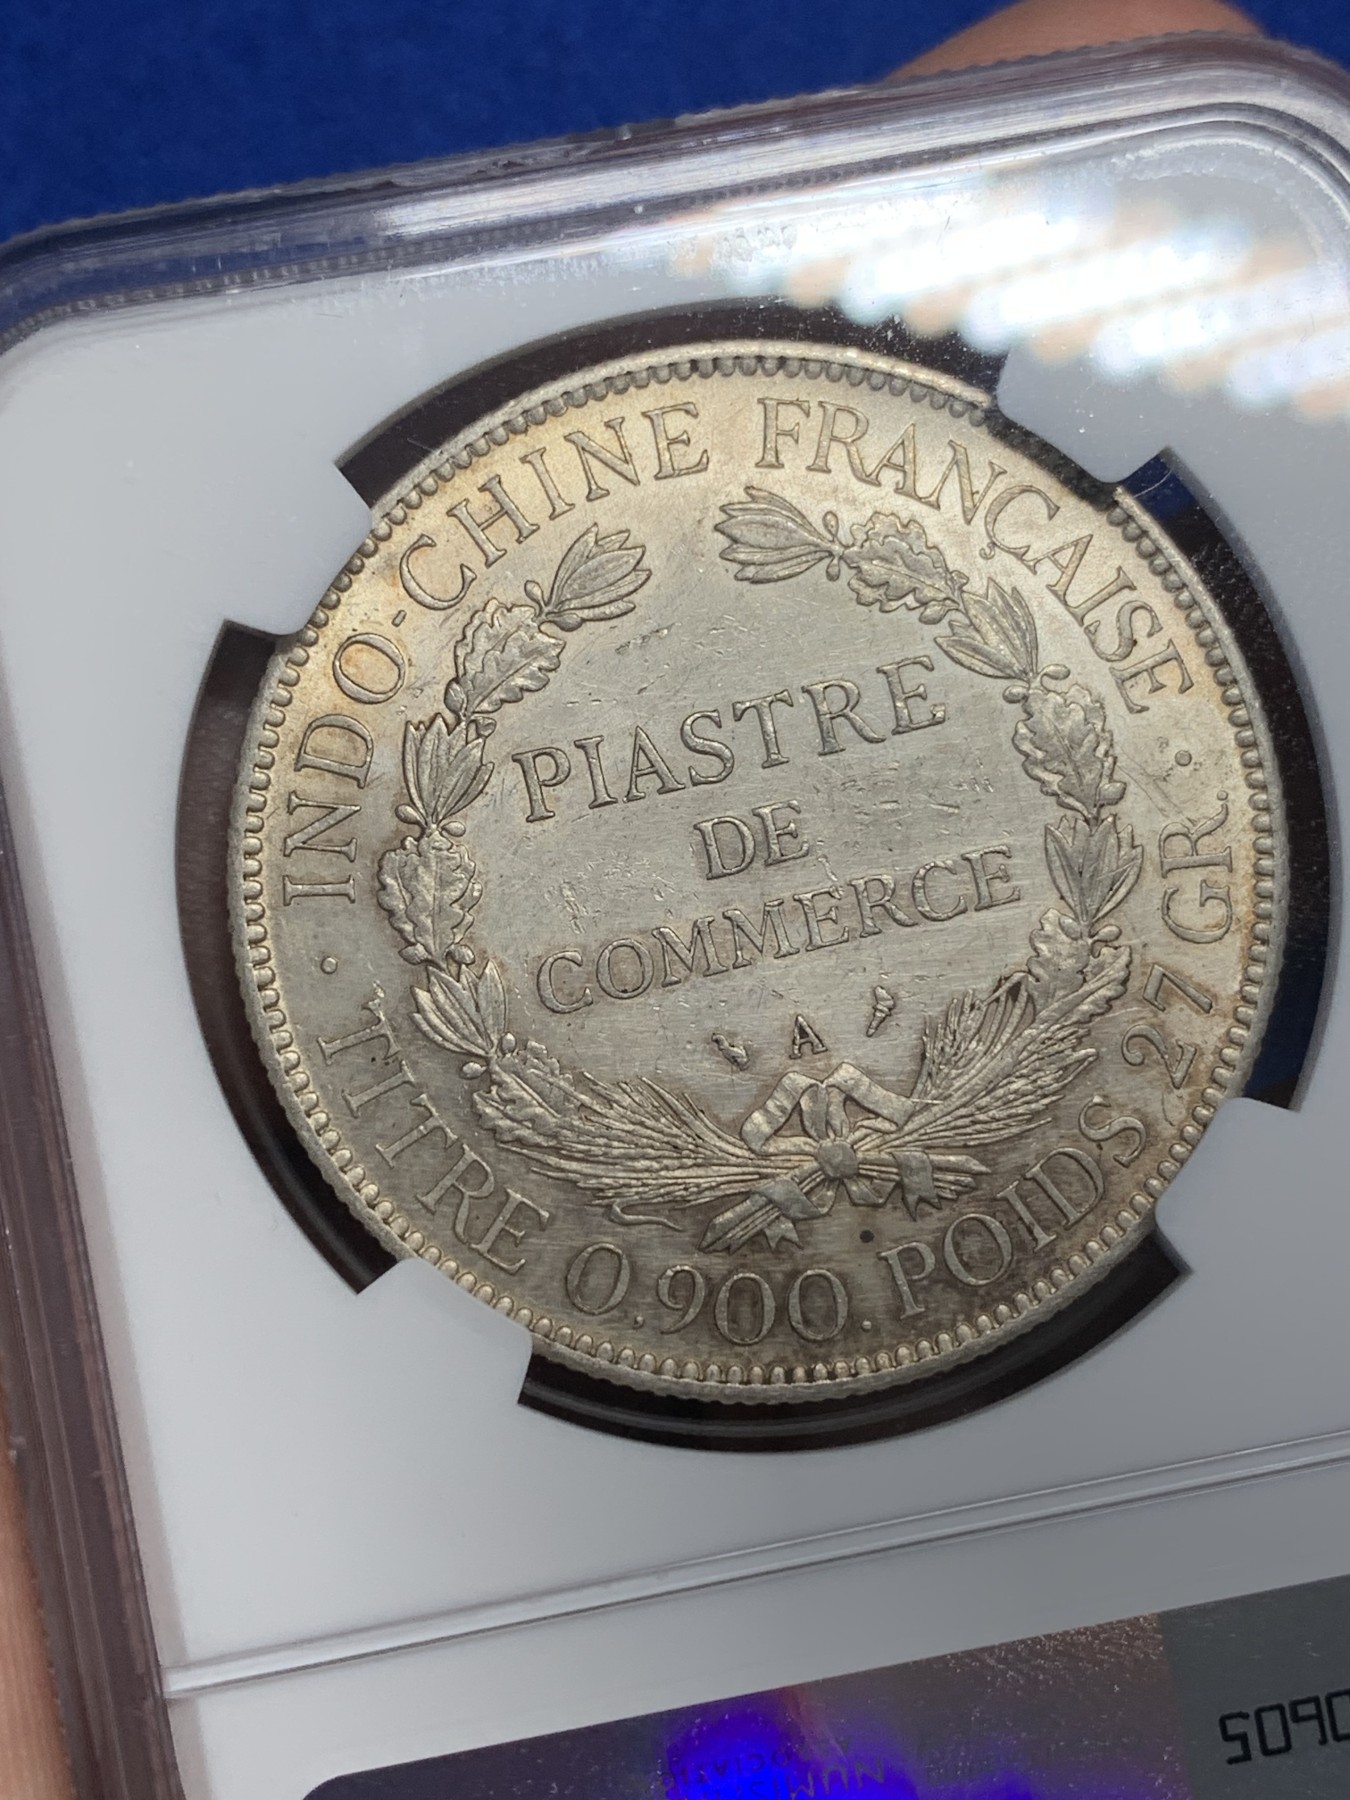 INDO-CHINE FRANÇAISE
PIASTRE
DE
COMMERCE
A
· TITRE 0,900. POIDS 27 GR. ·